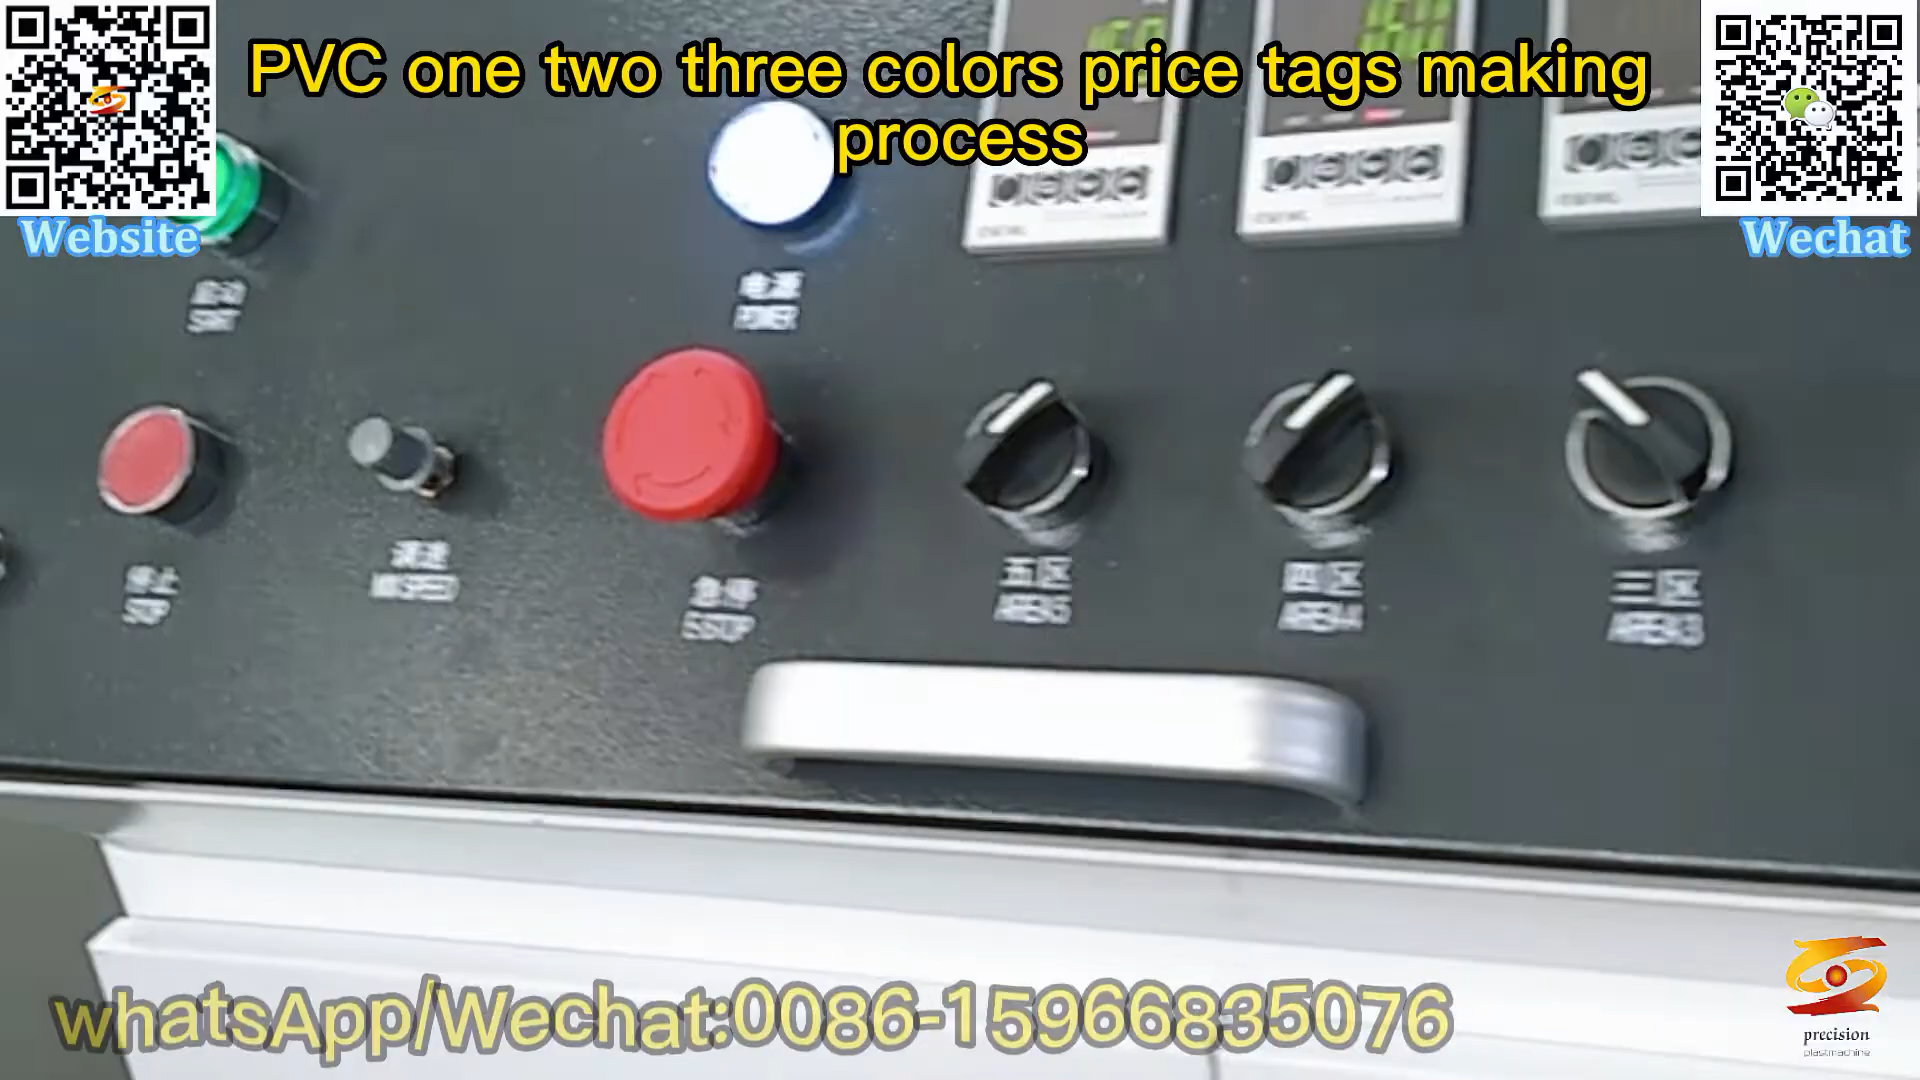 PVC one two three colors price tags making
process
Website
Wechat
启动
START
电源
POWER
停止
STOP
调速
急停
ESTOP
五区
AREA5
四区
AREA4
三区
AREA3
whatsApp/Wechat:0086-15966835076
precision
plastmachine